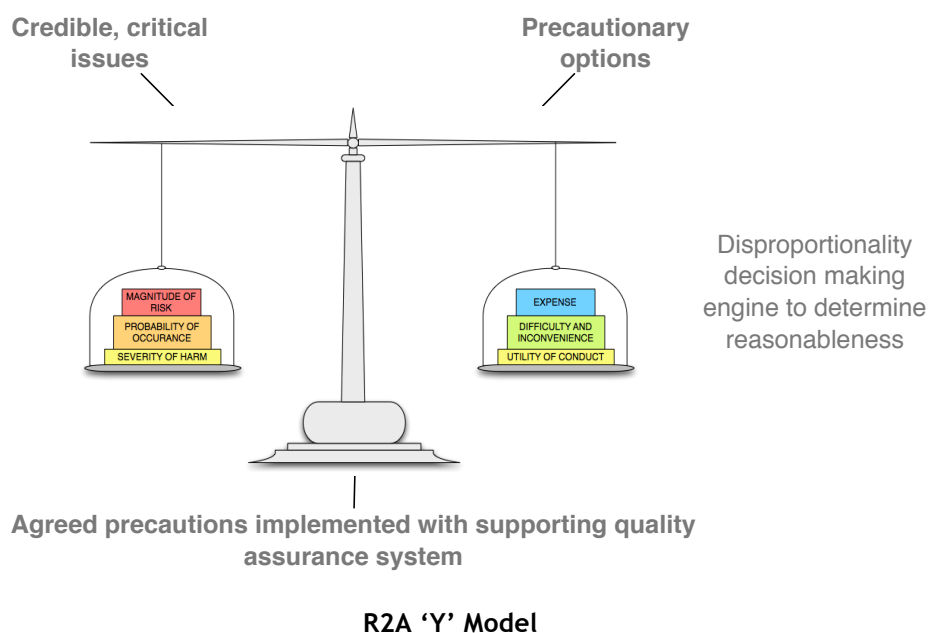 Credible, critical
issues
Precautionary
options
MAGNITUDE OF
RISK
PROBABILITY OF
OCCURANCE
SEVERITY OF HARM
EXPENSE
DIFFICULTY AND
INCONVENIENCE
UTILITY OF CONDUCT
Disproportionality
decision making
engine to determine
reasonableness
Agreed precautions implemented with supporting quality
assurance system
R2A ‘Y’ Model